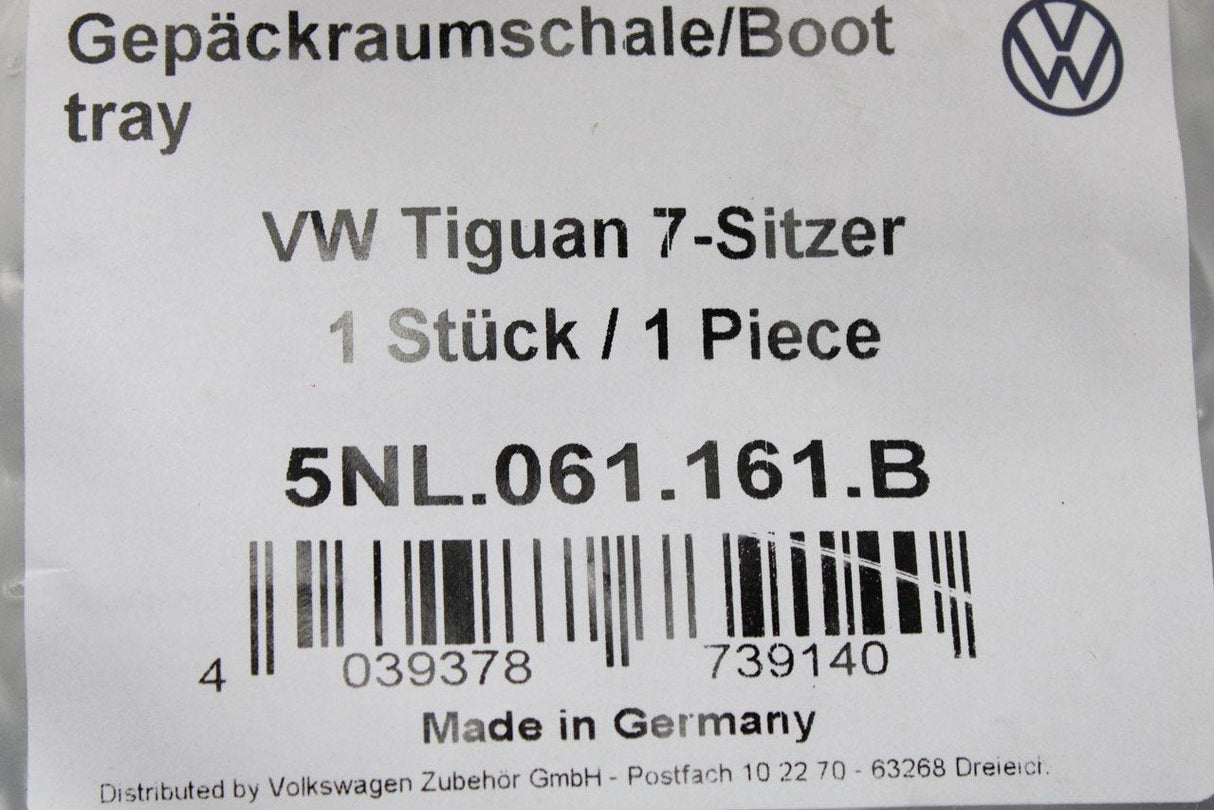 Gepäckraumschale/Boot
tray
VW Tiguan 7-Sitzer
1 Stück / 1 Piece
5NL.061.161.B
4 039378 739140
Made in Germany
Distributed by Volkswagen Zubehör GmbH - Postfach 10 22 70 - 63268 Dreieich.